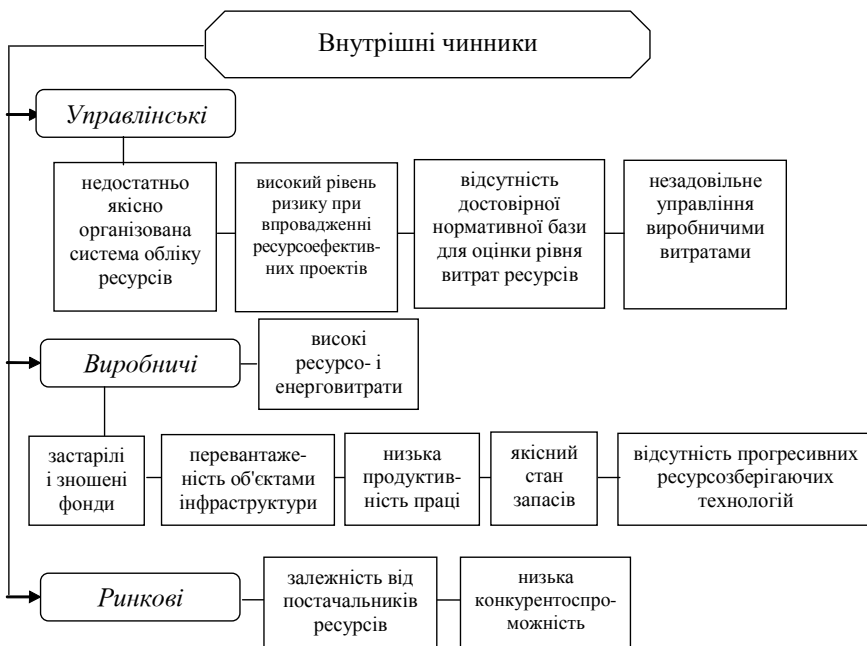 Внутрішні чинники
Управлінські
недостатньо
якісно
організована
система обліку
ресурсів
високий рівень
ризику при
впровадженні
ресурсоефектив-
них проектів
відсутність
достовірної
нормативної бази
для оцінки рівня
витрат ресурсів
незадовільне
управління
виробничими
витратами
Виробничі
високі
ресурсо- і
енерговитрати
застарілі
і зношені
фонди
перевантаже-
ність об'єктами
інфраструктури
низька
продуктив-
ність праці
якісний
стан
запасів
відсутність прогресивних
ресурсозберігаючих
технологій
Ринкові
залежність від
постачальників
ресурсів
низька
конкурентоспро-
можність